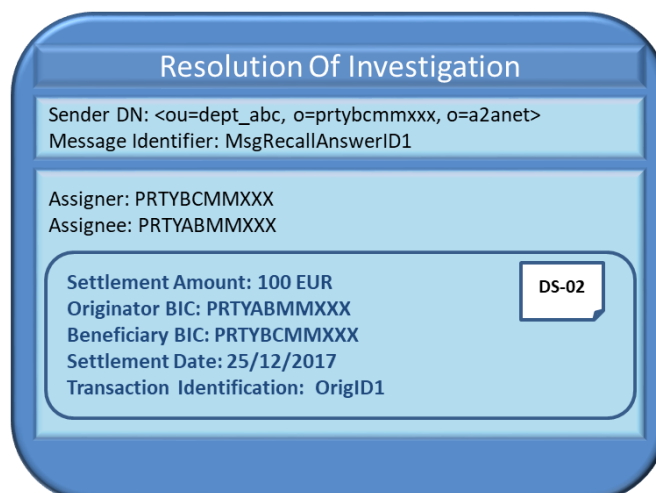 Resolution Of Investigation
Sender DN: <ou=dept_abc, o=prtybcmmxxx, o=a2anet>
Message Identifier: MsgRecallAnswerID1
Assigner: PRTYBCMMXXX
Assignee: PRTYABMMXXX
Settlement Amount: 100 EUR
DS-02
Originator BIC: PRTYABMMXXX
Beneficiary BIC: PRTYBCMMXXX
Settlement Date: 25/12/2017
Transaction Identification: OrigID1